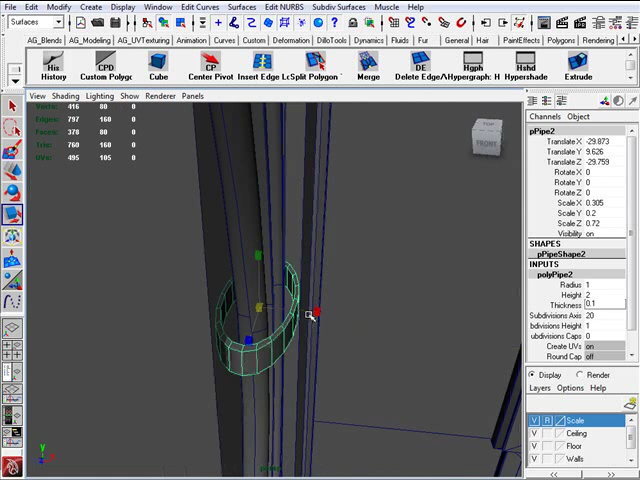 File Edit Modify Create Display Window Edit Curves Surfaces Edit NURBS Subdiv Surfaces Muscle Help
Surfaces
AG_Blends AG_Modeling AG_UVTexturing Animation Curves Custom Deformation DilloTools Dynamics Fluids Fur General Hair PaintEffects Polygons Rendering
His CPD CP DE Hgph Hshd
History Custom Polygo Cube Center Pivot Insert Edge Lo Split Polygon Merge Delete Edge/ Hypergraph: H Hypershade Extrude
View Shading Lighting Show Renderer Panels
Verts: 416 80 0
Edges: 797 160 0
Faces: 378 80 0
Tris: 760 160 0
UVs: 495 105 0
TOP
FRONT
Channels Object
pPipe2
Translate X -29.873
Translate Y 9.626
Translate Z -29.759
Rotate X 0
Rotate Y 0
Rotate Z 0
Scale X 0.305
Scale Y 0.2
Scale Z 0.72
Visibility on
SHAPES
pPipeShape2
INPUTS
polyPipe2
Radius 1
Height 2
Thickness 0.1
Subdivisions Axis 20
bdivisions Height 1
ubdivisions Caps 0
Create UVs on
Round Cap off
Display Render
Layers Options Help
V R Scale
V Ceiling
V Floor
V Walls
y
z
persp